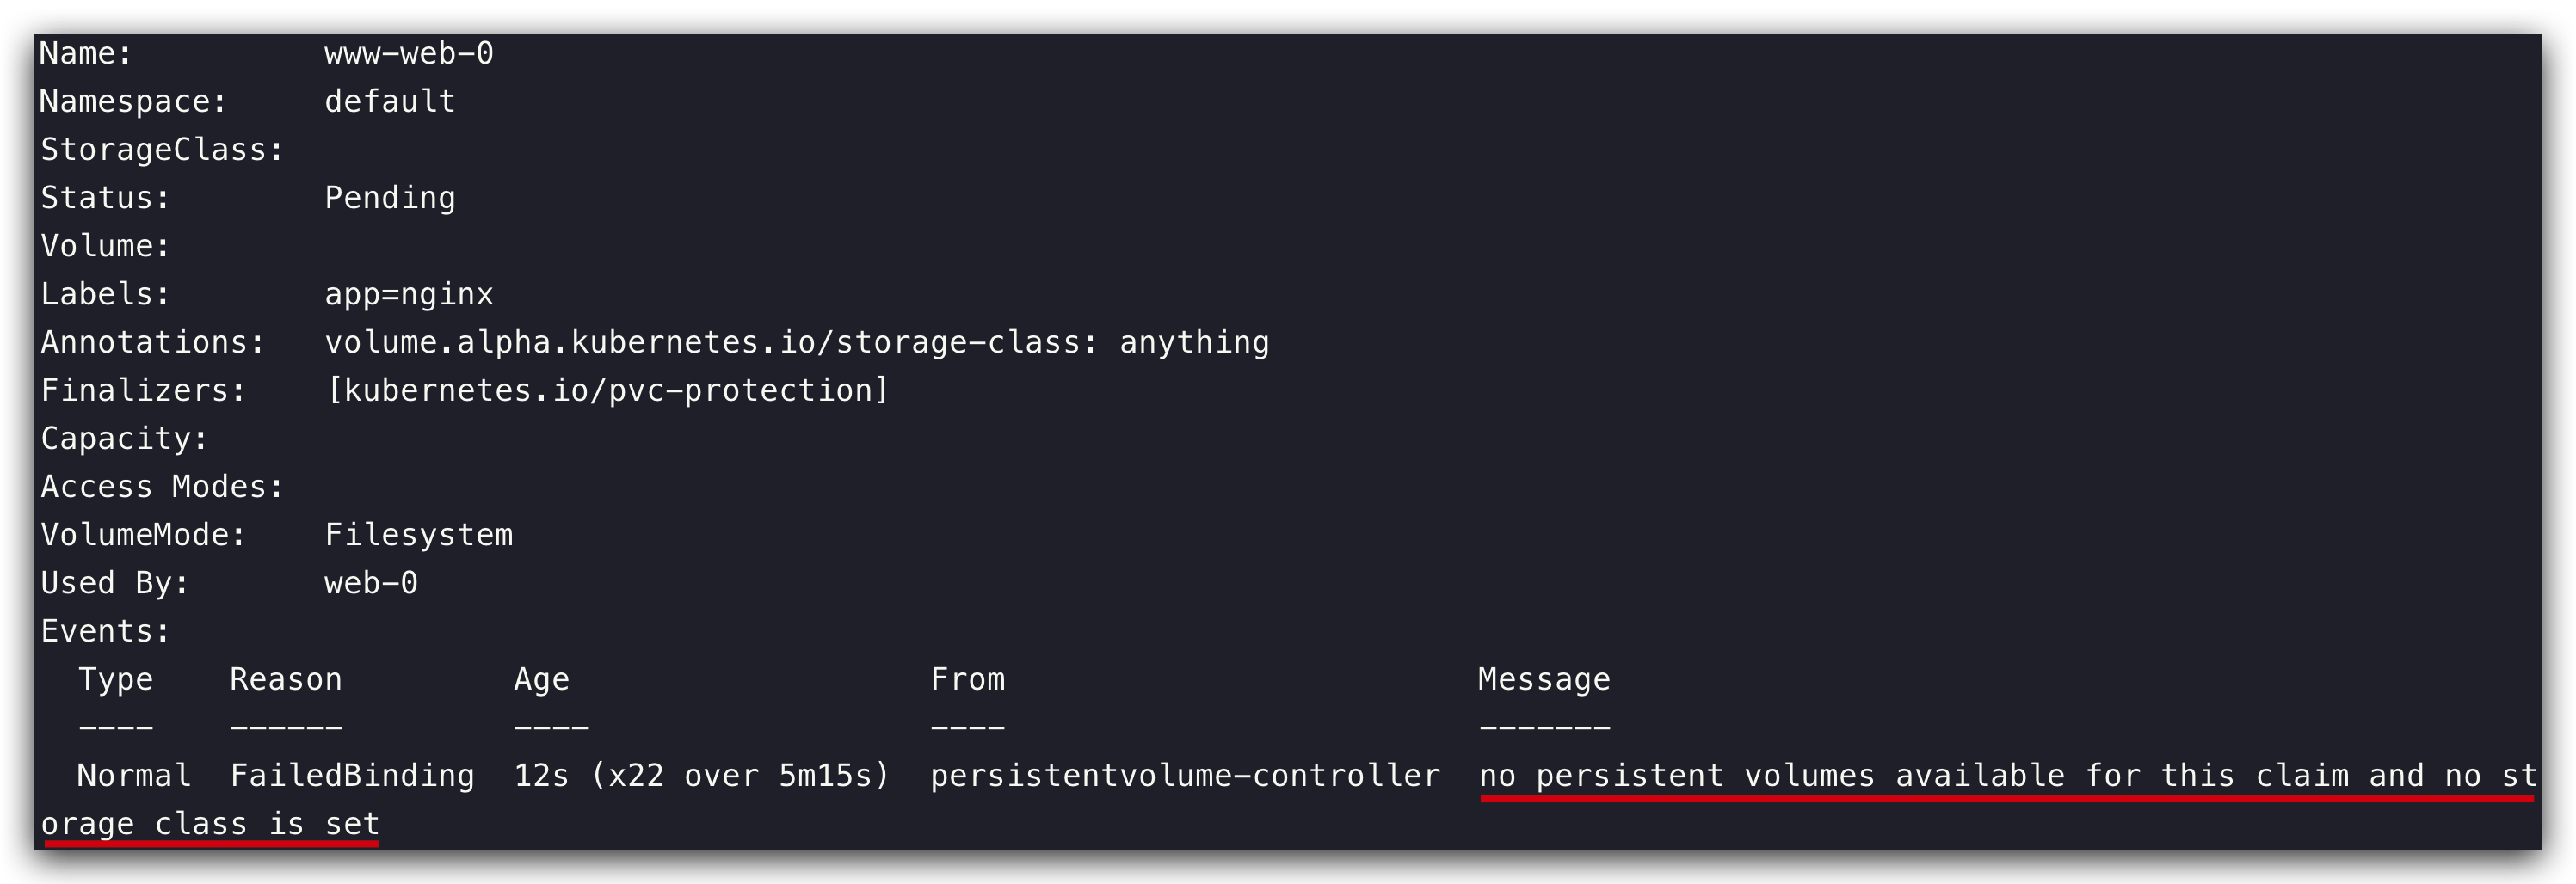 Name:          www-web-0
Namespace:     default
StorageClass:
Status:        Pending
Volume:
Labels:        app=nginx
Annotations:   volume.alpha.kubernetes.io/storage-class: anything
Finalizers:    [kubernetes.io/pvc-protection]
Capacity:
Access Modes:
VolumeMode:    Filesystem
Used By:       web-0
Events:
  Type    Reason         Age                   From                         Message
  ----    ------         ----                  ----                         -------
  Normal  FailedBinding  12s (x22 over 5m15s)  persistentvolume-controller  no persistent volumes available for this claim and no st
orage class is set